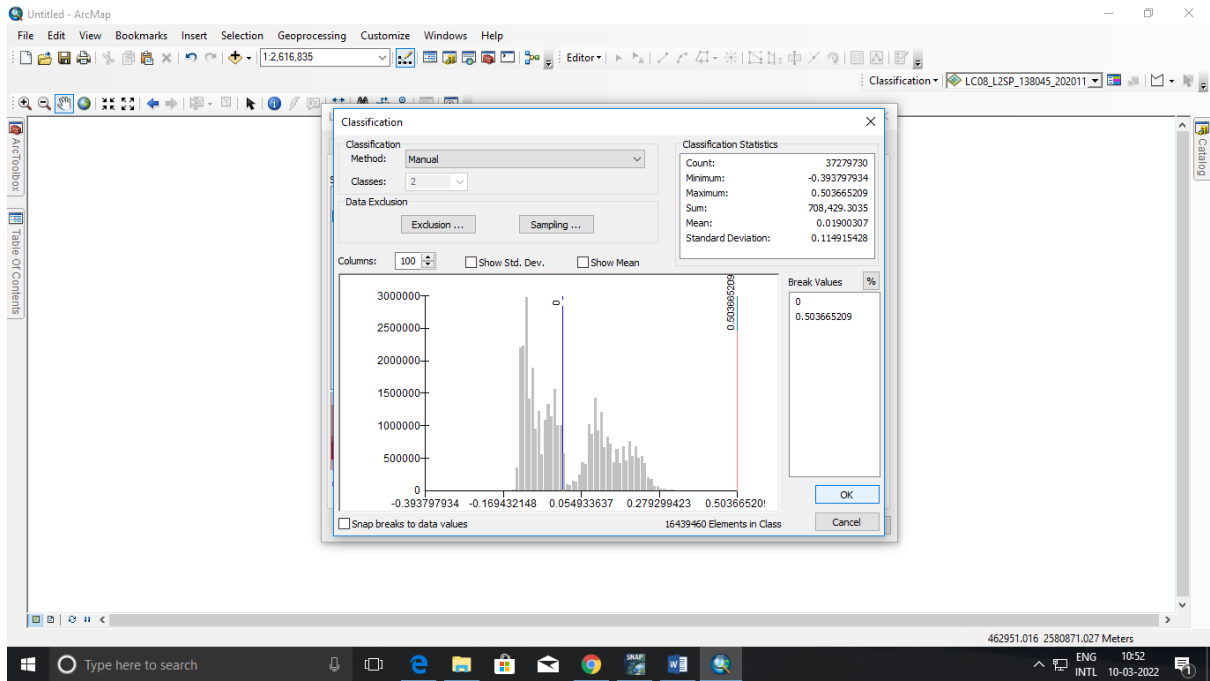 Untitled - ArcMap
File Edit View Bookmarks Insert Selection Geoprocessing Customize Windows Help
1:2,616,835
Editor
Classification
LC08_L2SP_138045_202011
ArcToolbox
Table Of Contents
Catalog
Classification
Classification
Method: Manual
Classes: 2
Data Exclusion
Exclusion ... Sampling ...
Classification Statistics
Count: 37279730
Minimum: -0.393797934
Maximum: 0.503665209
Sum: 708,429.3035
Mean: 0.01900307
Standard Deviation: 0.114915428
Columns: 100 Show Std. Dev. Show Mean
Break Values %
0
0.503665209
0
0.503665209
3000000
2500000
2000000
1500000
1000000
500000
0
-0.393797934 -0.169432148 0.054933637 0.279299423 0.50366520
OK
Cancel
Snap breaks to data values
16439460 Elements in Class
462951.016 2580871.027 Meters
Type here to search
SNAP
W
ENG
INTL
10:52
10-03-2022
1